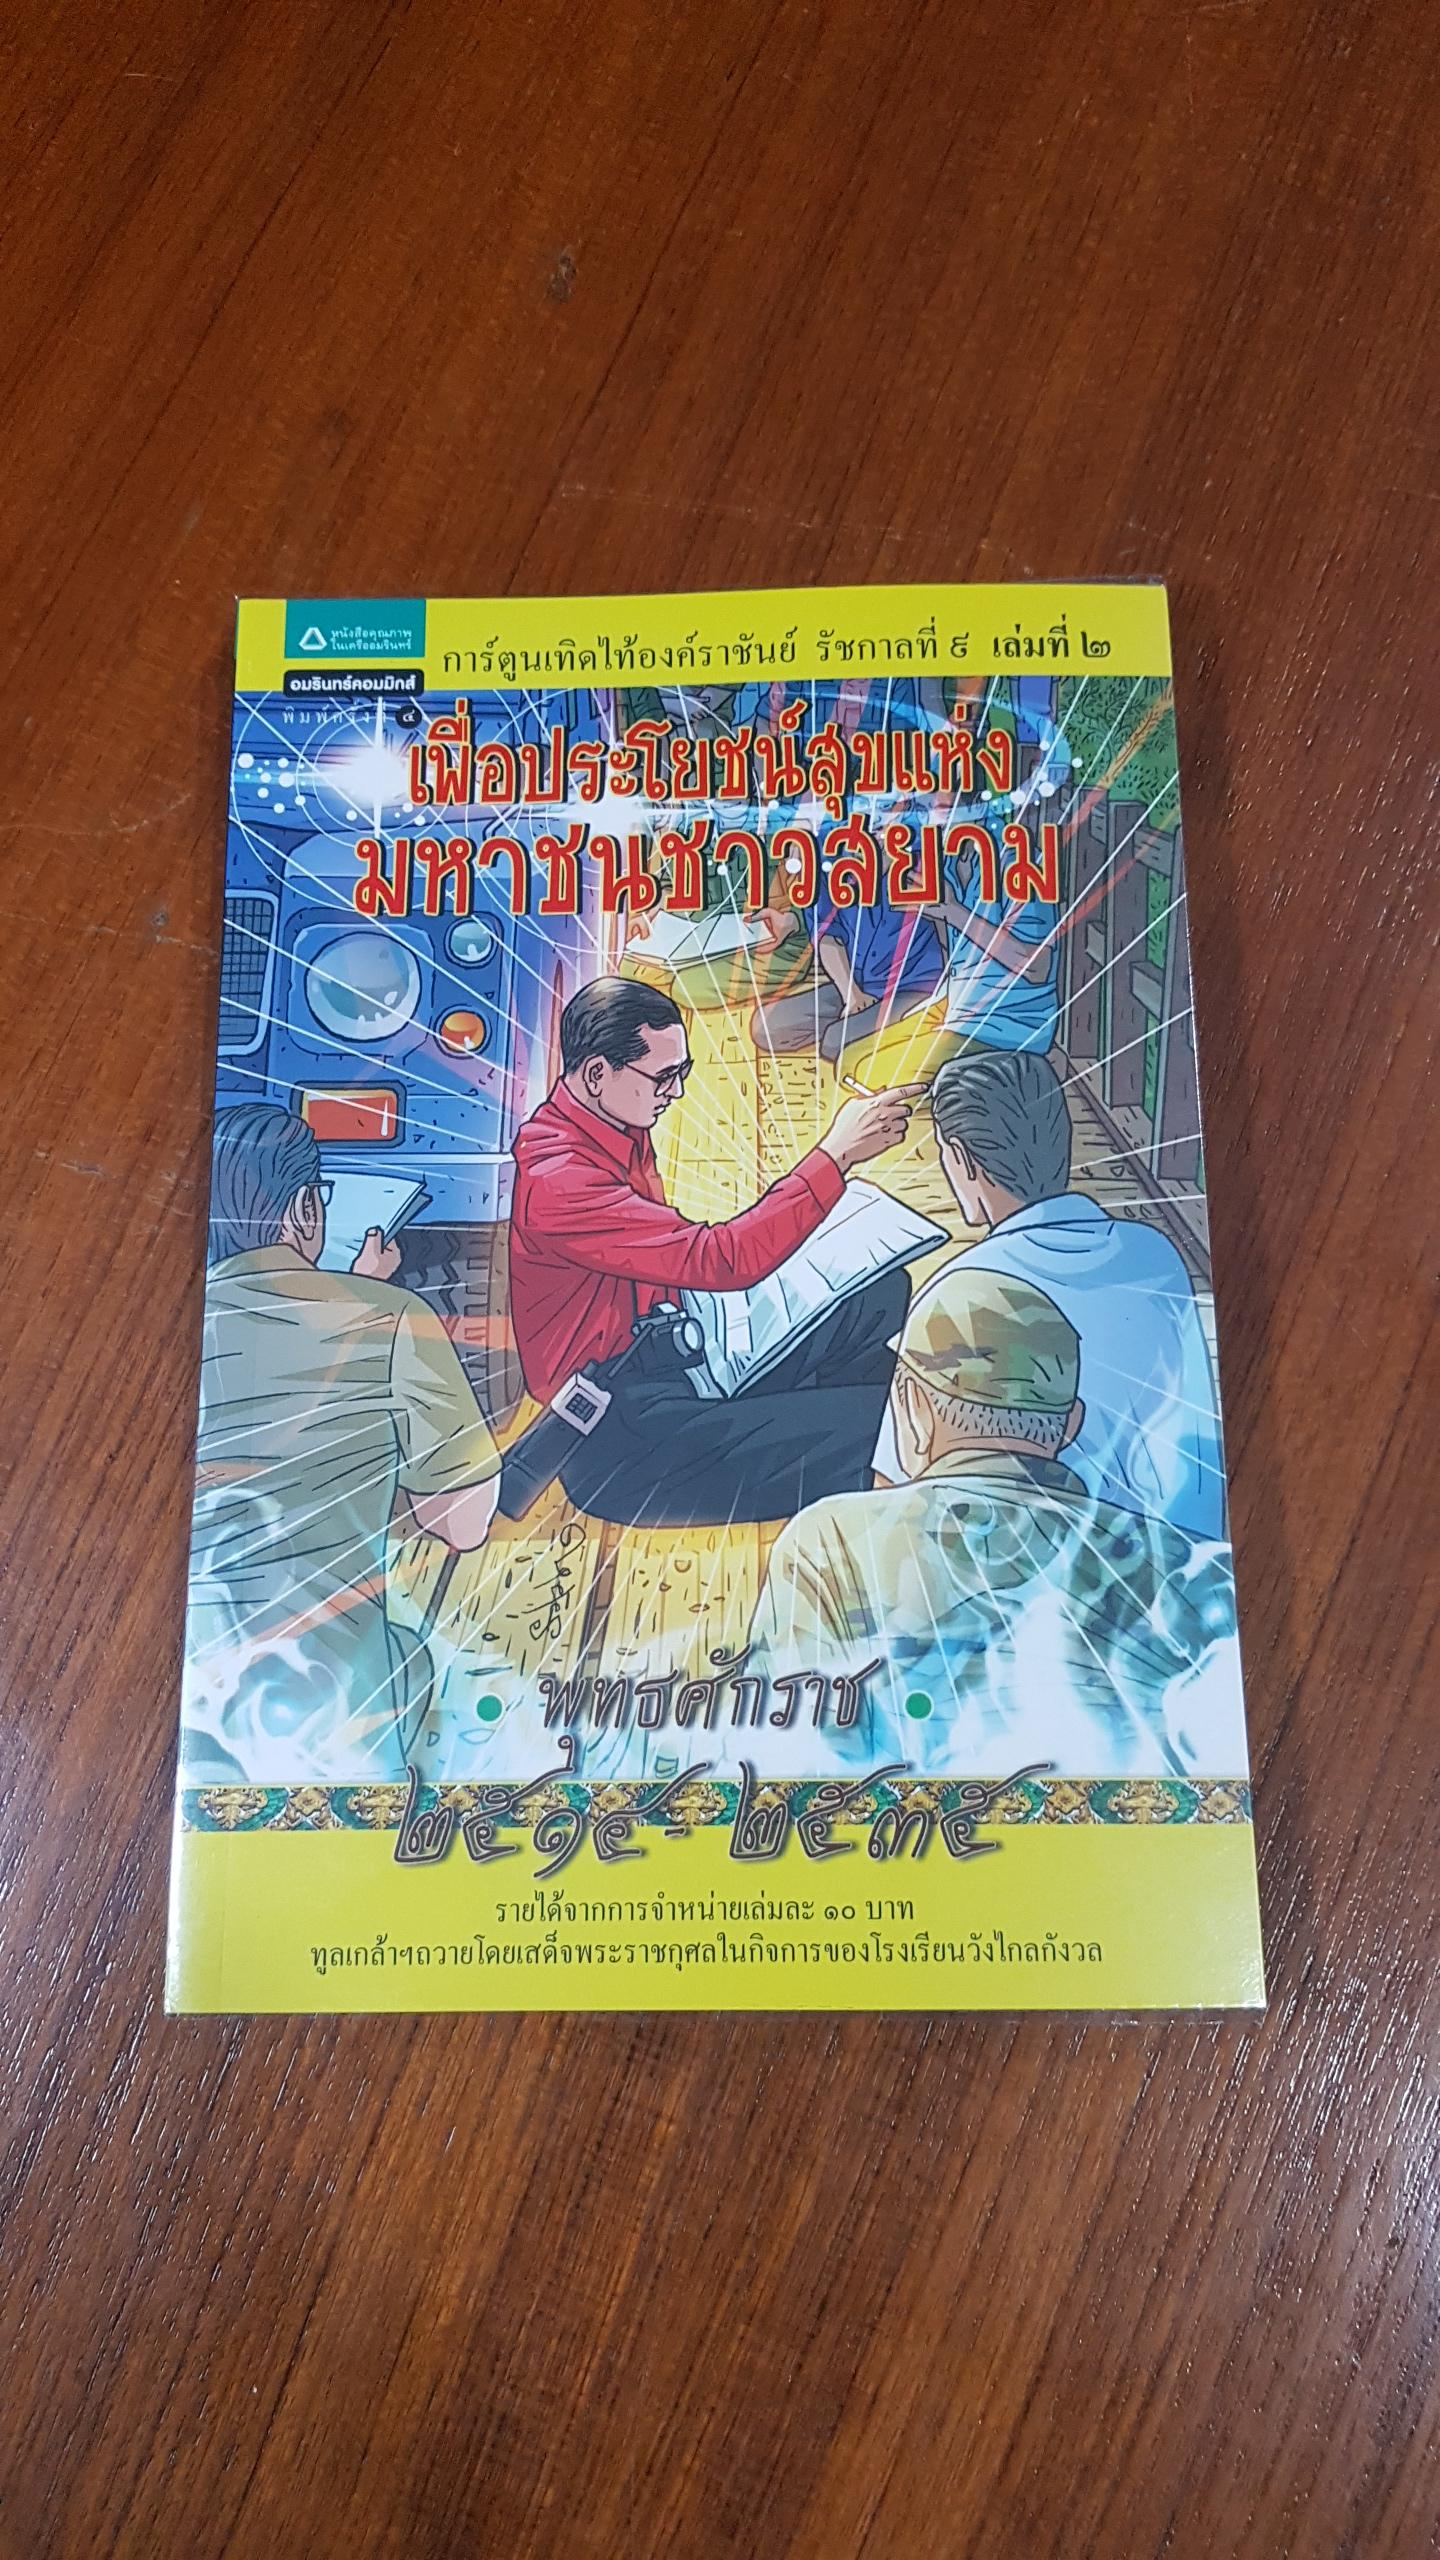 หนังสือคุณภาพ
ในเครืออมรินทร์
การ์ตูนเทิดไท้องค์ราชันย์ รัชกาลที่ ๙ เล่มที่ ๒
อมรินทร์คอมมิกส์
พิมพ์ครั้งที่ ๔
เพื่อประโยชน์สุขแห่ง
มหาชนชาวสยาม
พุทธศักราช
๒๕๑๔-๒๕๓๕
รายได้จากการจำหน่ายเล่มละ ๑๐ บาท
ทูลเกล้าฯถวายโดยเสด็จพระราชกุศลในกิจการของโรงเรียนวังไกลกังวล